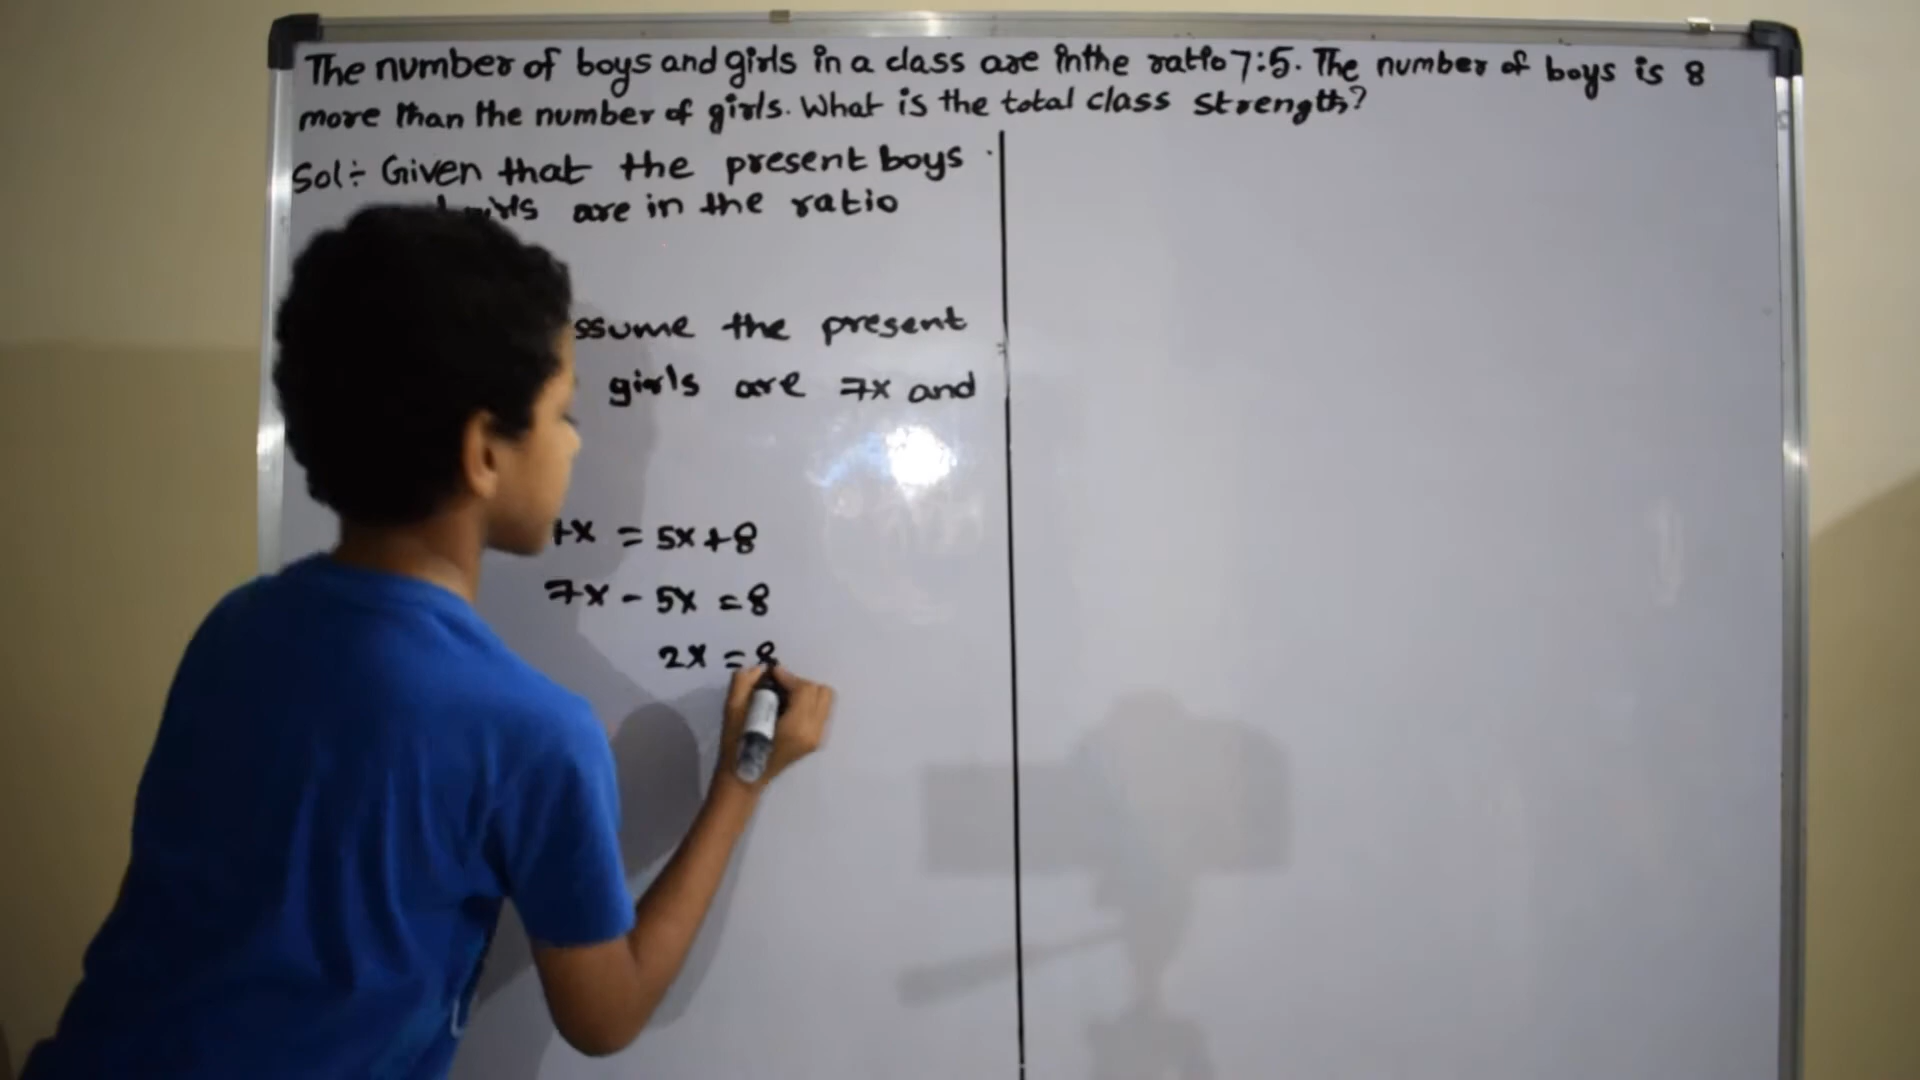 The number of boys and girls in a class are in the ratio 7:5. The number of boys is 8
more than the number of girls. What is the total class strength?
Sol÷ Given that the present boys
are in the ratio
the present
girls are 7x and
= 5x+8
7x - 5x = 8
2x = 8